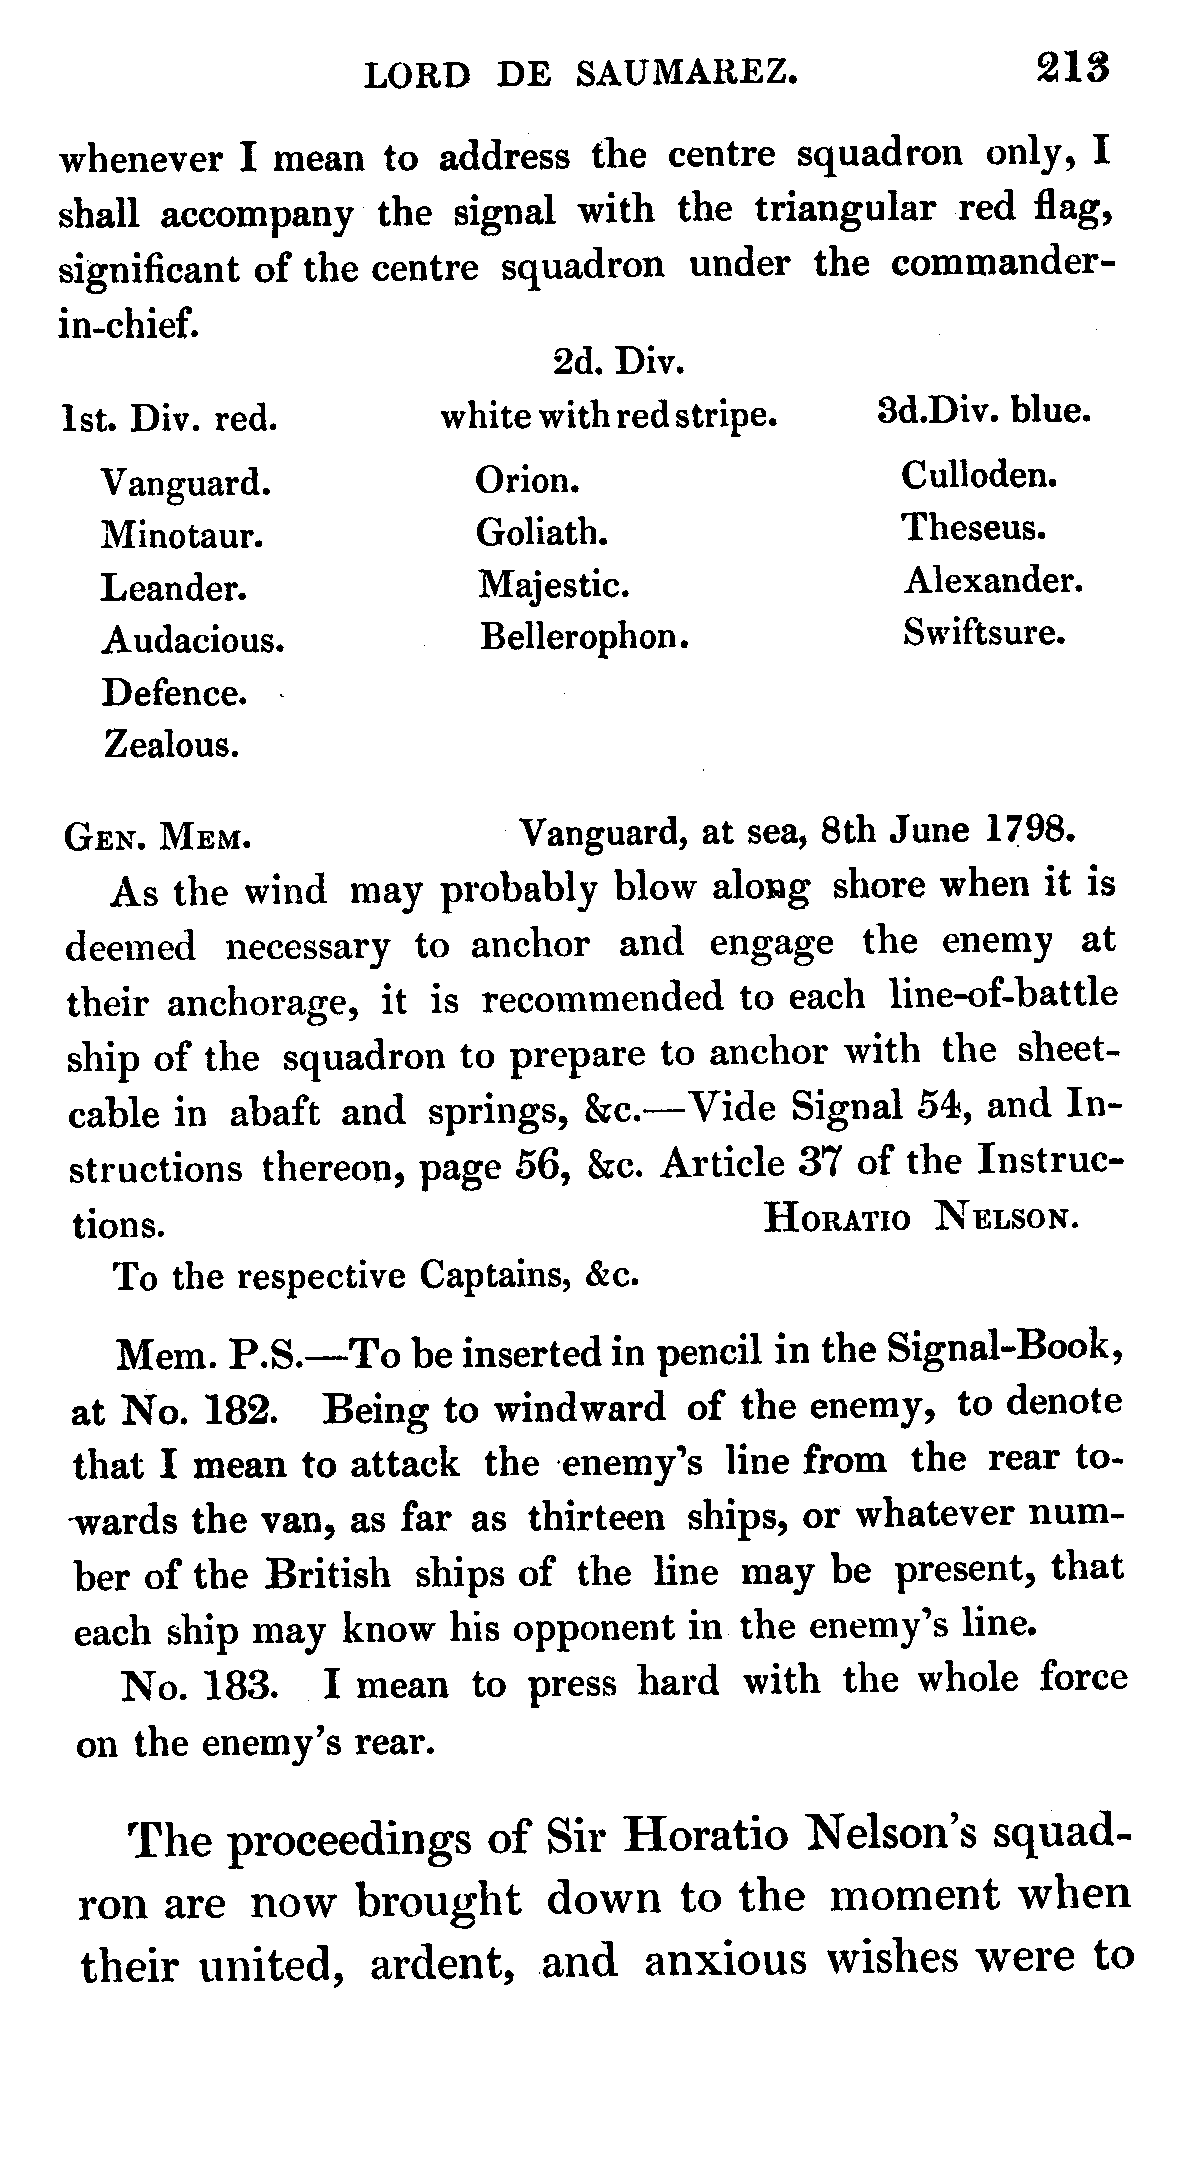 LORD DE SAUMAREZ. 213
whenever I mean to address the centre squadron only, I
shall accompany the signal with the triangular red flag,
significant of the centre squadron under the commander-
in-chief.
2d. Div.
1st. Div. red. white with red stripe. 3d. Div. blue.
Vanguard. Orion. Culloden.
Minotaur. Goliath. Theseus.
Leander. Majestic. Alexander.
Audacious. Bellerophon. Swiftsure.
Defence.
Zealous.
GEN. MEM. Vanguard, at sea, 8th June 1798.
As the wind may probably blow along shore when it is
deemed necessary to anchor and engage the enemy at
their anchorage, it is recommended to each line-of-battle
ship of the squadron to prepare to anchor with the sheet-
cable in abaft and springs, &c.—Vide Signal 54, and In-
structions thereon, page 56, &c. Article 37 of the Instruc-
tions. HORATIO NELSON.
To the respective Captains, &c.
Mem. P.S.—To be inserted in pencil in the Signal-Book,
at No. 182. Being to windward of the enemy, to denote
that I mean to attack the enemy's line from the rear to-
wards the van, as far as thirteen ships, or whatever num-
ber of the British ships of the line may be present, that
each ship may know his opponent in the enemy's line.
No. 183. I mean to press hard with the whole force
on the enemy's rear.
The proceedings of Sir Horatio Nelson's squad-
ron are now brought down to the moment when
their united, ardent, and anxious wishes were to